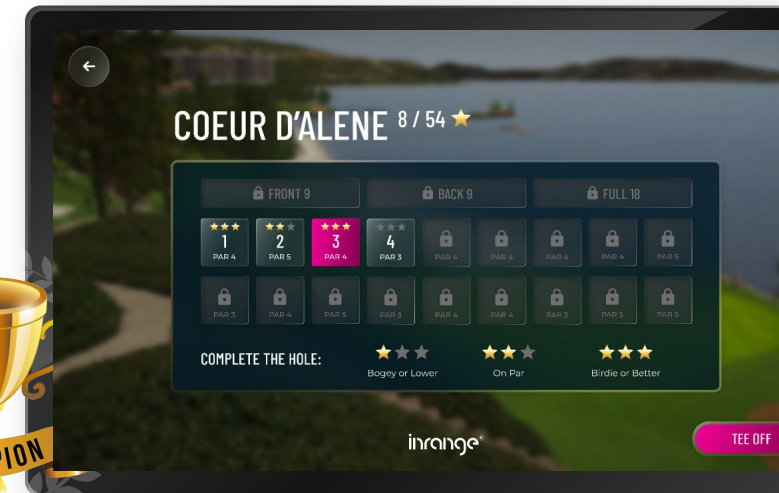 COEUR D'ALENE 8 / 54
FRONT 9 BACK 9 FULL 18
1 2 3 4
PAR 4 PAR 5 PAR 4 PAR 3 PAR 4 PAR 4 PAR 4 PAR 4 PAR 5
PAR 3 PAR 4 PAR 5 PAR 3 PAR 4 PAR 4 PAR 3 PAR 5 PAR 5
COMPLETE THE HOLE:
Bogey or Lower On Par Birdie or Better
inrange
TEE OFF
PION